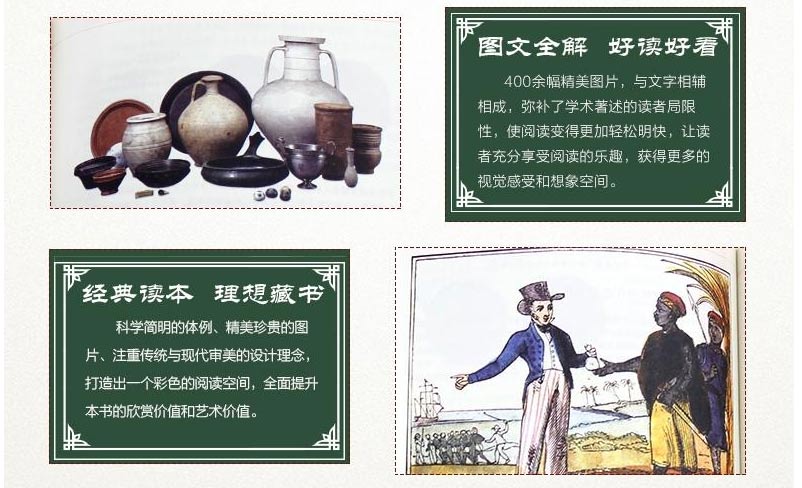 图文全解 好读好看
400余幅精美图片，与文字相辅
相成，弥补了学术著述的读者局限
性，使阅读变得更加轻松明快，让读
者充分享受阅读的乐趣，获得更多的
视觉感受和想象空间。
经典读本 理想藏书
科学简明的体例、精美珍贵的图
片、注重传统与现代审美的设计理念，
打造出一个彩色的阅读空间，全面提升
本书的欣赏价值和艺术价值。